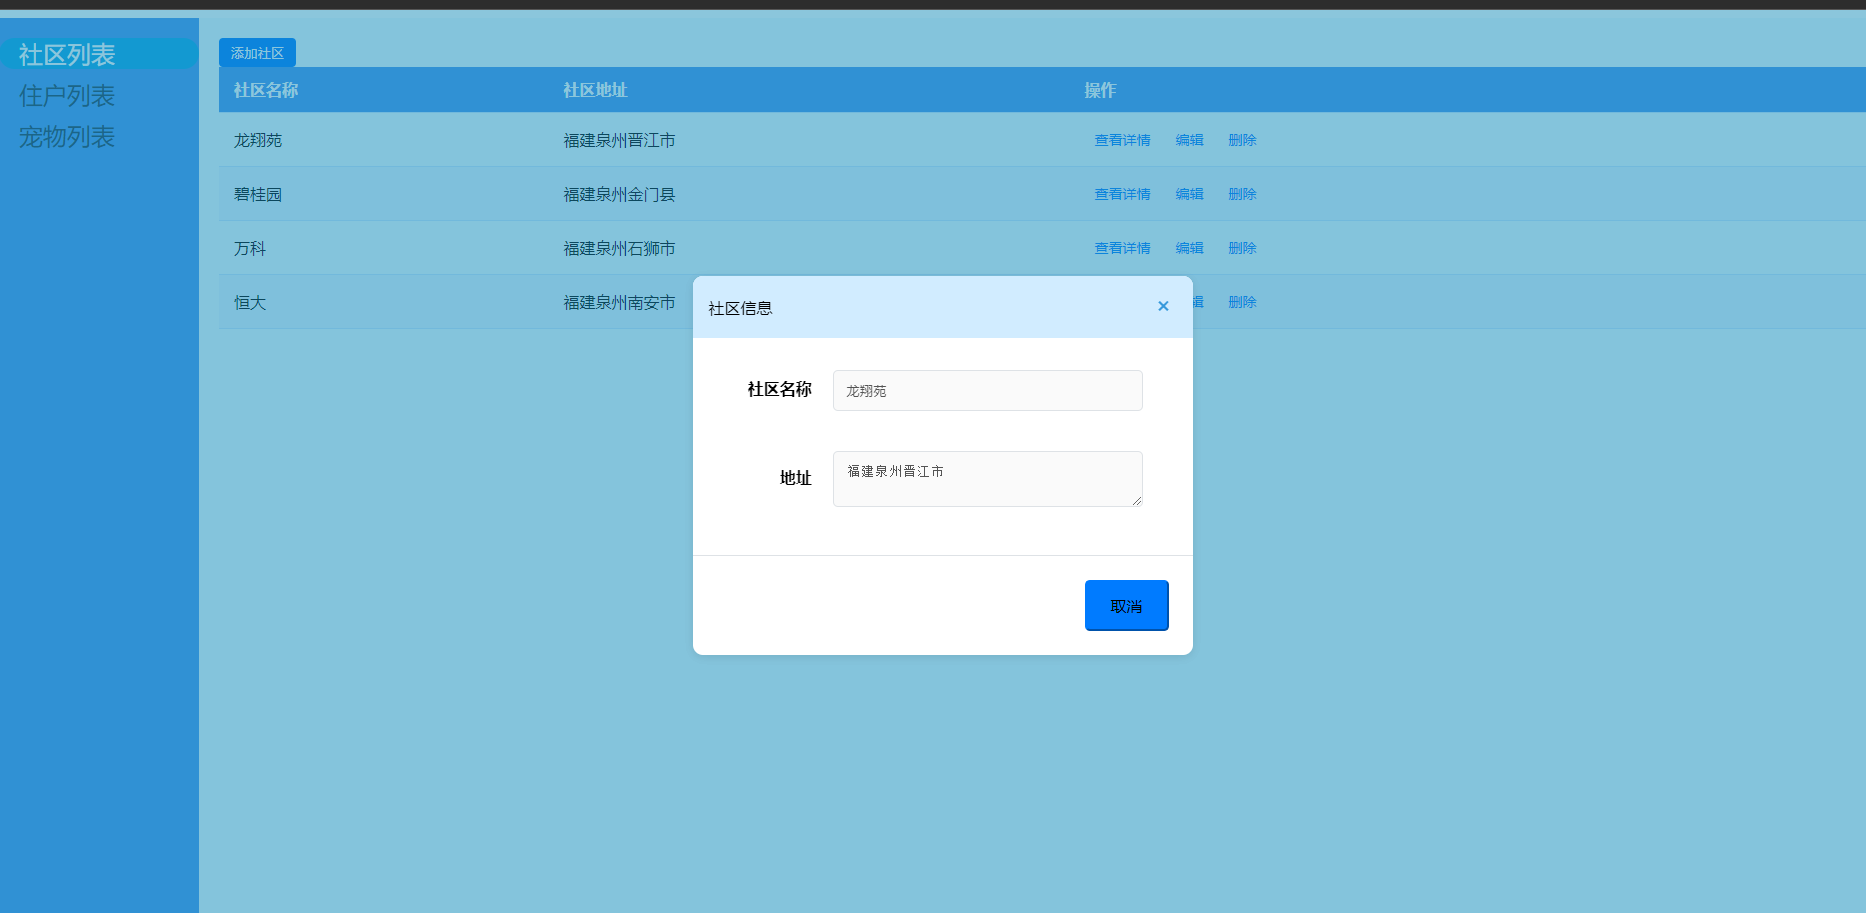 社区列表
住户列表
宠物列表
添加社区
社区名称 社区地址 操作
龙翔苑 福建泉州晋江市 查看详情 编辑 删除
碧桂园 福建泉州金门县 查看详情 编辑 删除
万科 福建泉州石狮市 查看详情 编辑 删除
恒大 福建泉州南安市 辑 删除
社区信息 ×
社区名称 龙翔苑
地址 福建泉州晋江市
取消